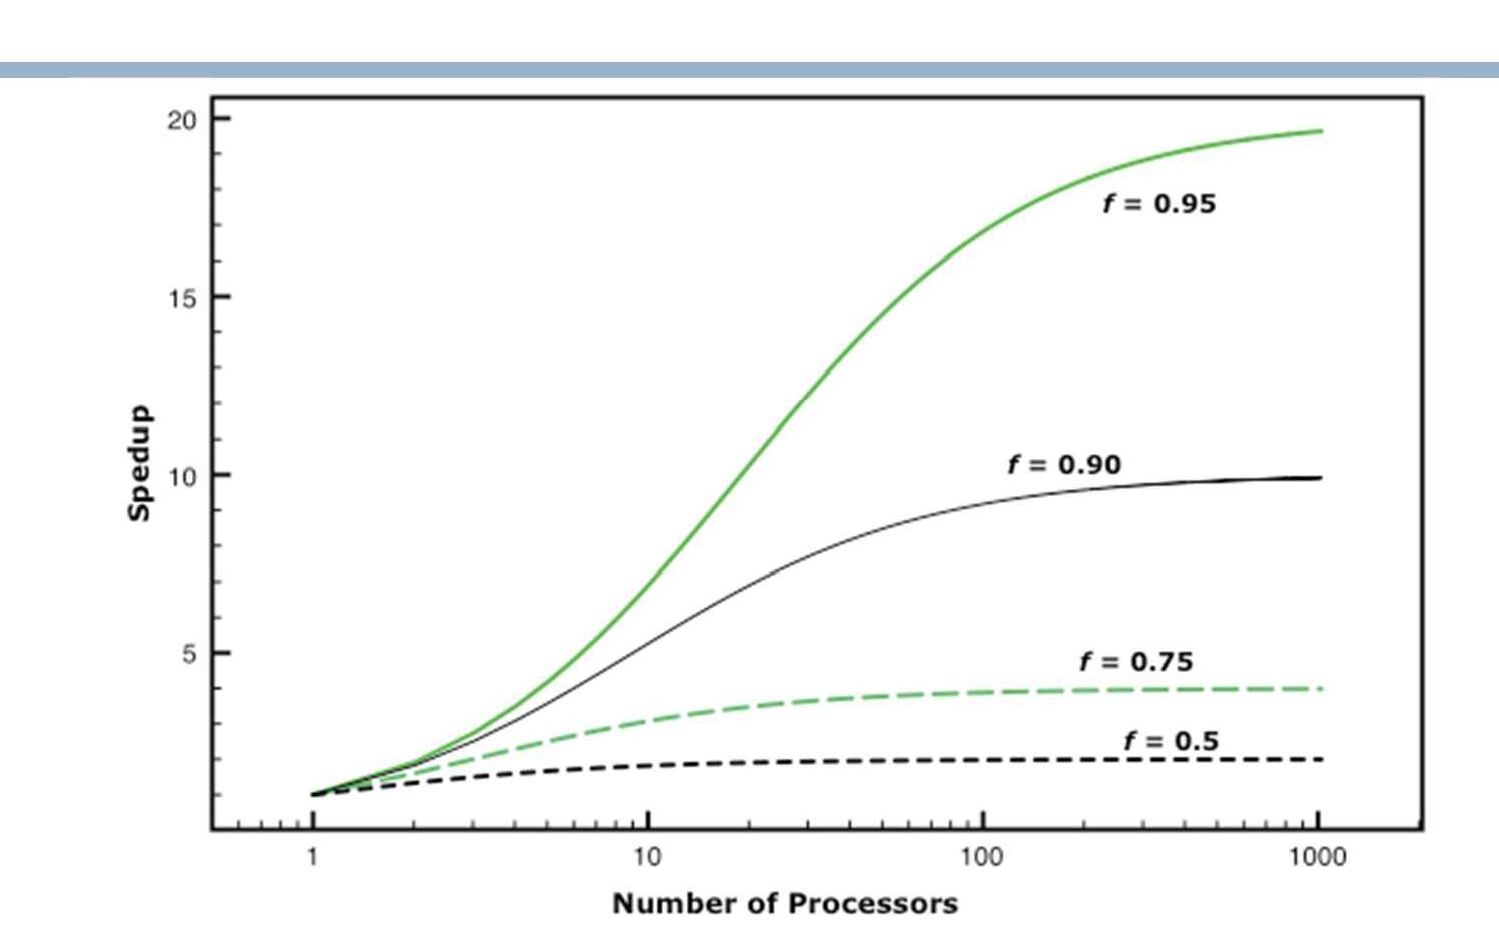 20
f = 0.95
15
Spedup
f = 0.90
10
f = 0.75
5
f = 0.5
1 10 100 1000
Number of Processors